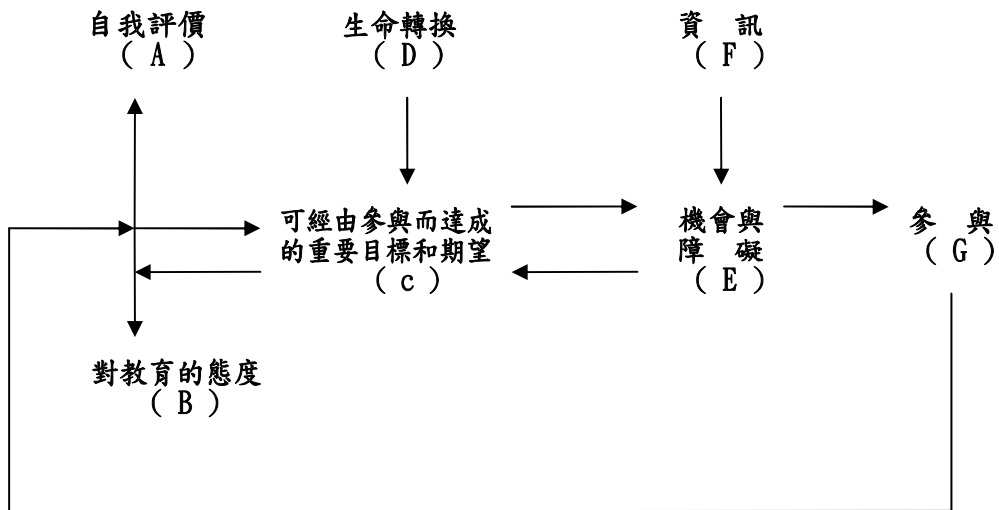 自我評價
( A )
生命轉換
( D )
資 訊
( F )
可經由參與而達成
的重要目標和期望
( c )
機會與
障 礙
( E )
參 與
( G )
對教育的態度
( B )